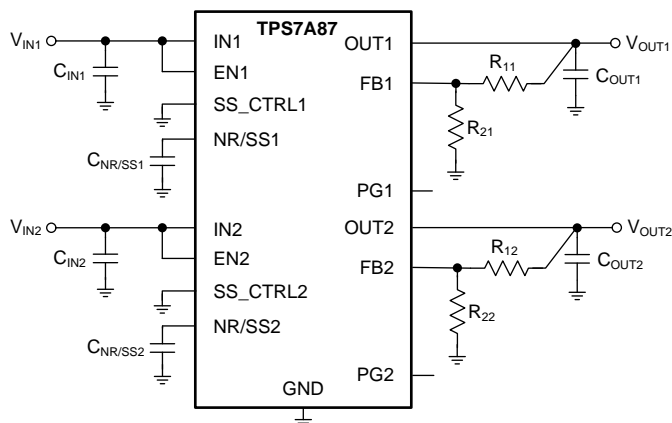 TPS7A87
V_IN1
C_IN1
IN1
EN1
SS_CTRL1
NR/SS1
C_NR/SS1
OUT1
FB1
R_11
R_21
C_OUT1
V_OUT1
PG1
V_IN2
C_IN2
IN2
EN2
SS_CTRL2
NR/SS2
C_NR/SS2
OUT2
FB2
R_12
R_22
C_OUT2
V_OUT2
PG2
GND